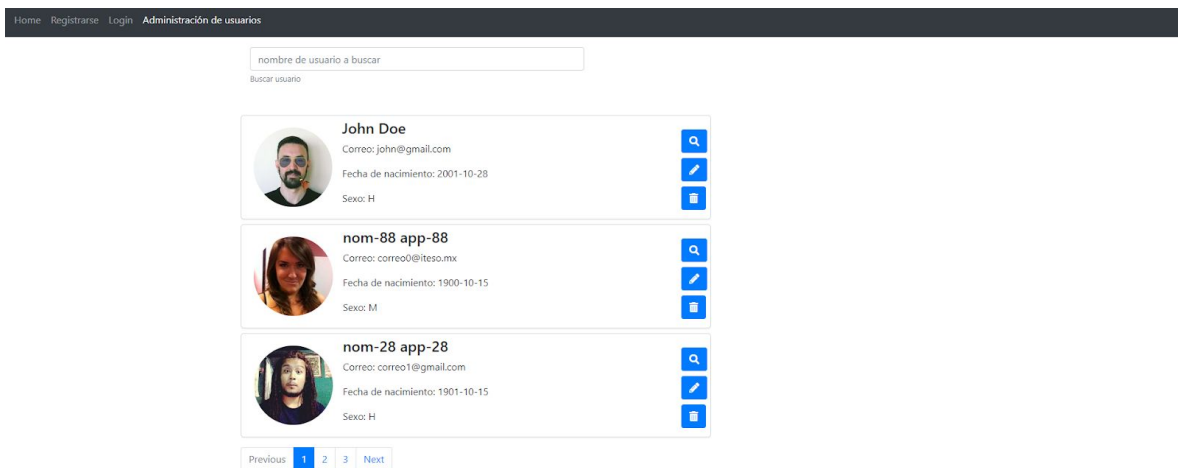 Home Registrarse Login Administración de usuarios
nombre de usuario a buscar
Buscar usuario
John Doe
Correo: john@gmail.com
Fecha de nacimiento: 2001-10-28
Sexo: H
nom-88 app-88
Correo: correo0@iteso.mx
Fecha de nacimiento: 1900-10-15
Sexo: M
nom-28 app-28
Correo: correo1@gmail.com
Fecha de nacimiento: 1901-10-15
Sexo: H
Previous 1 2 3 Next